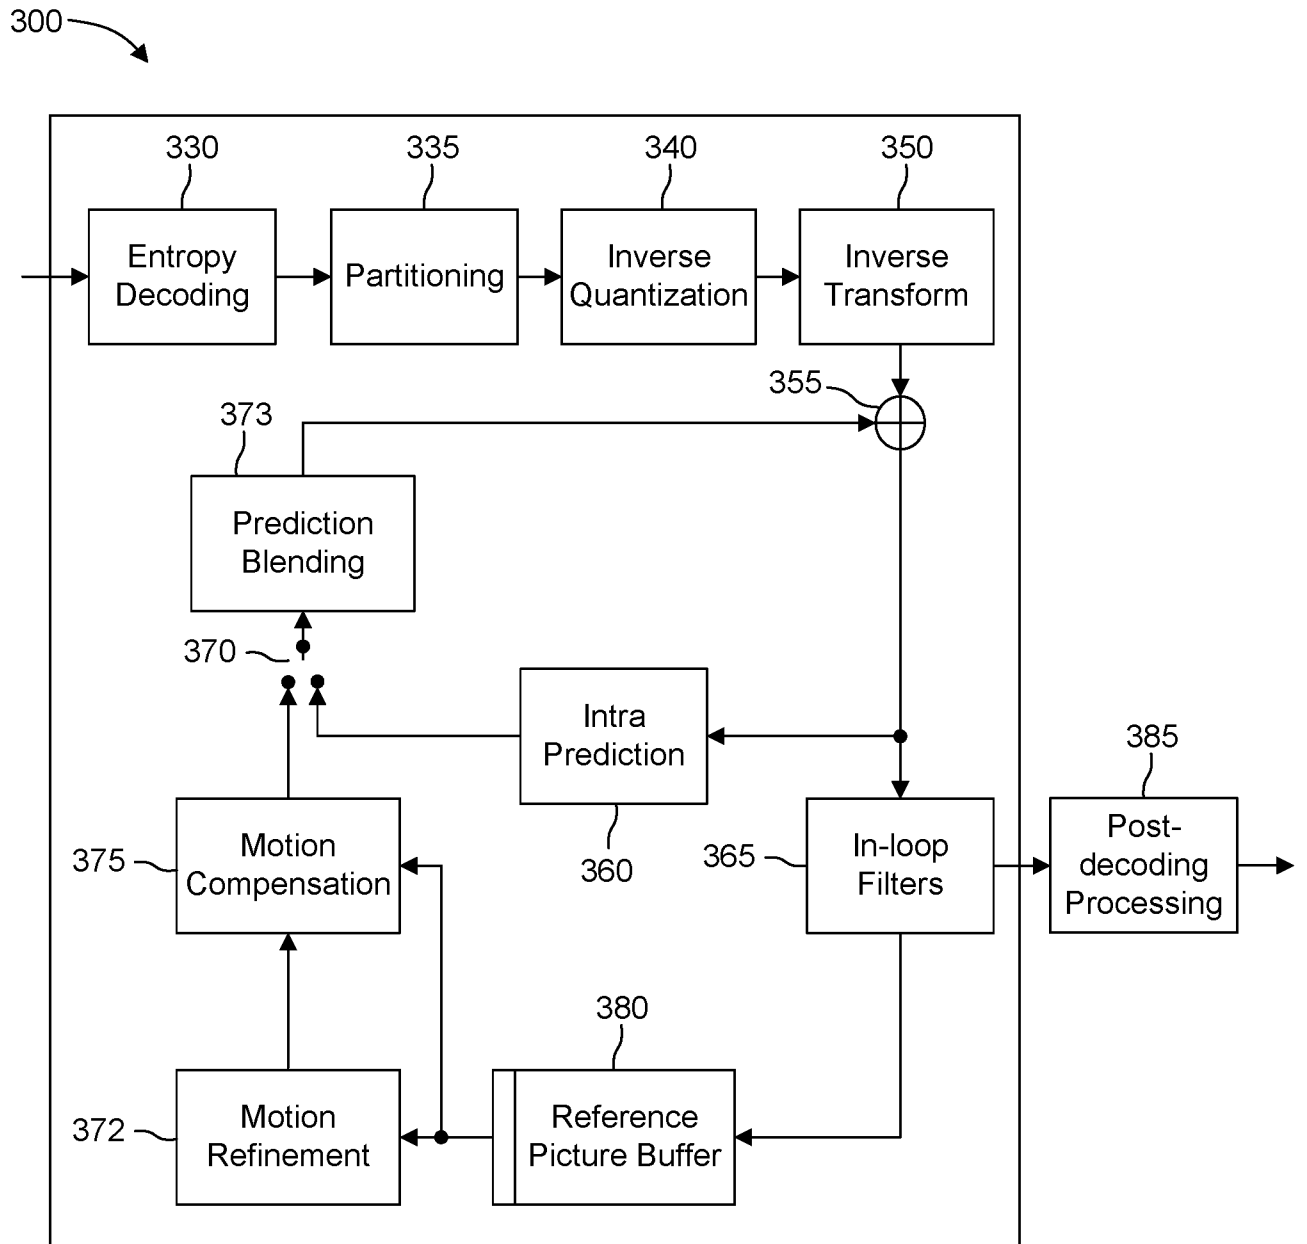 300
330
335
340
350
Entropy
Decoding
Partitioning
Inverse
Quantization
Inverse
Transform
355
373
Prediction
Blending
370
Intra
Prediction
360
385
Post-
decoding
Processing
375
Motion
Compensation
365
In-loop
Filters
380
372
Motion
Refinement
Reference
Picture Buffer